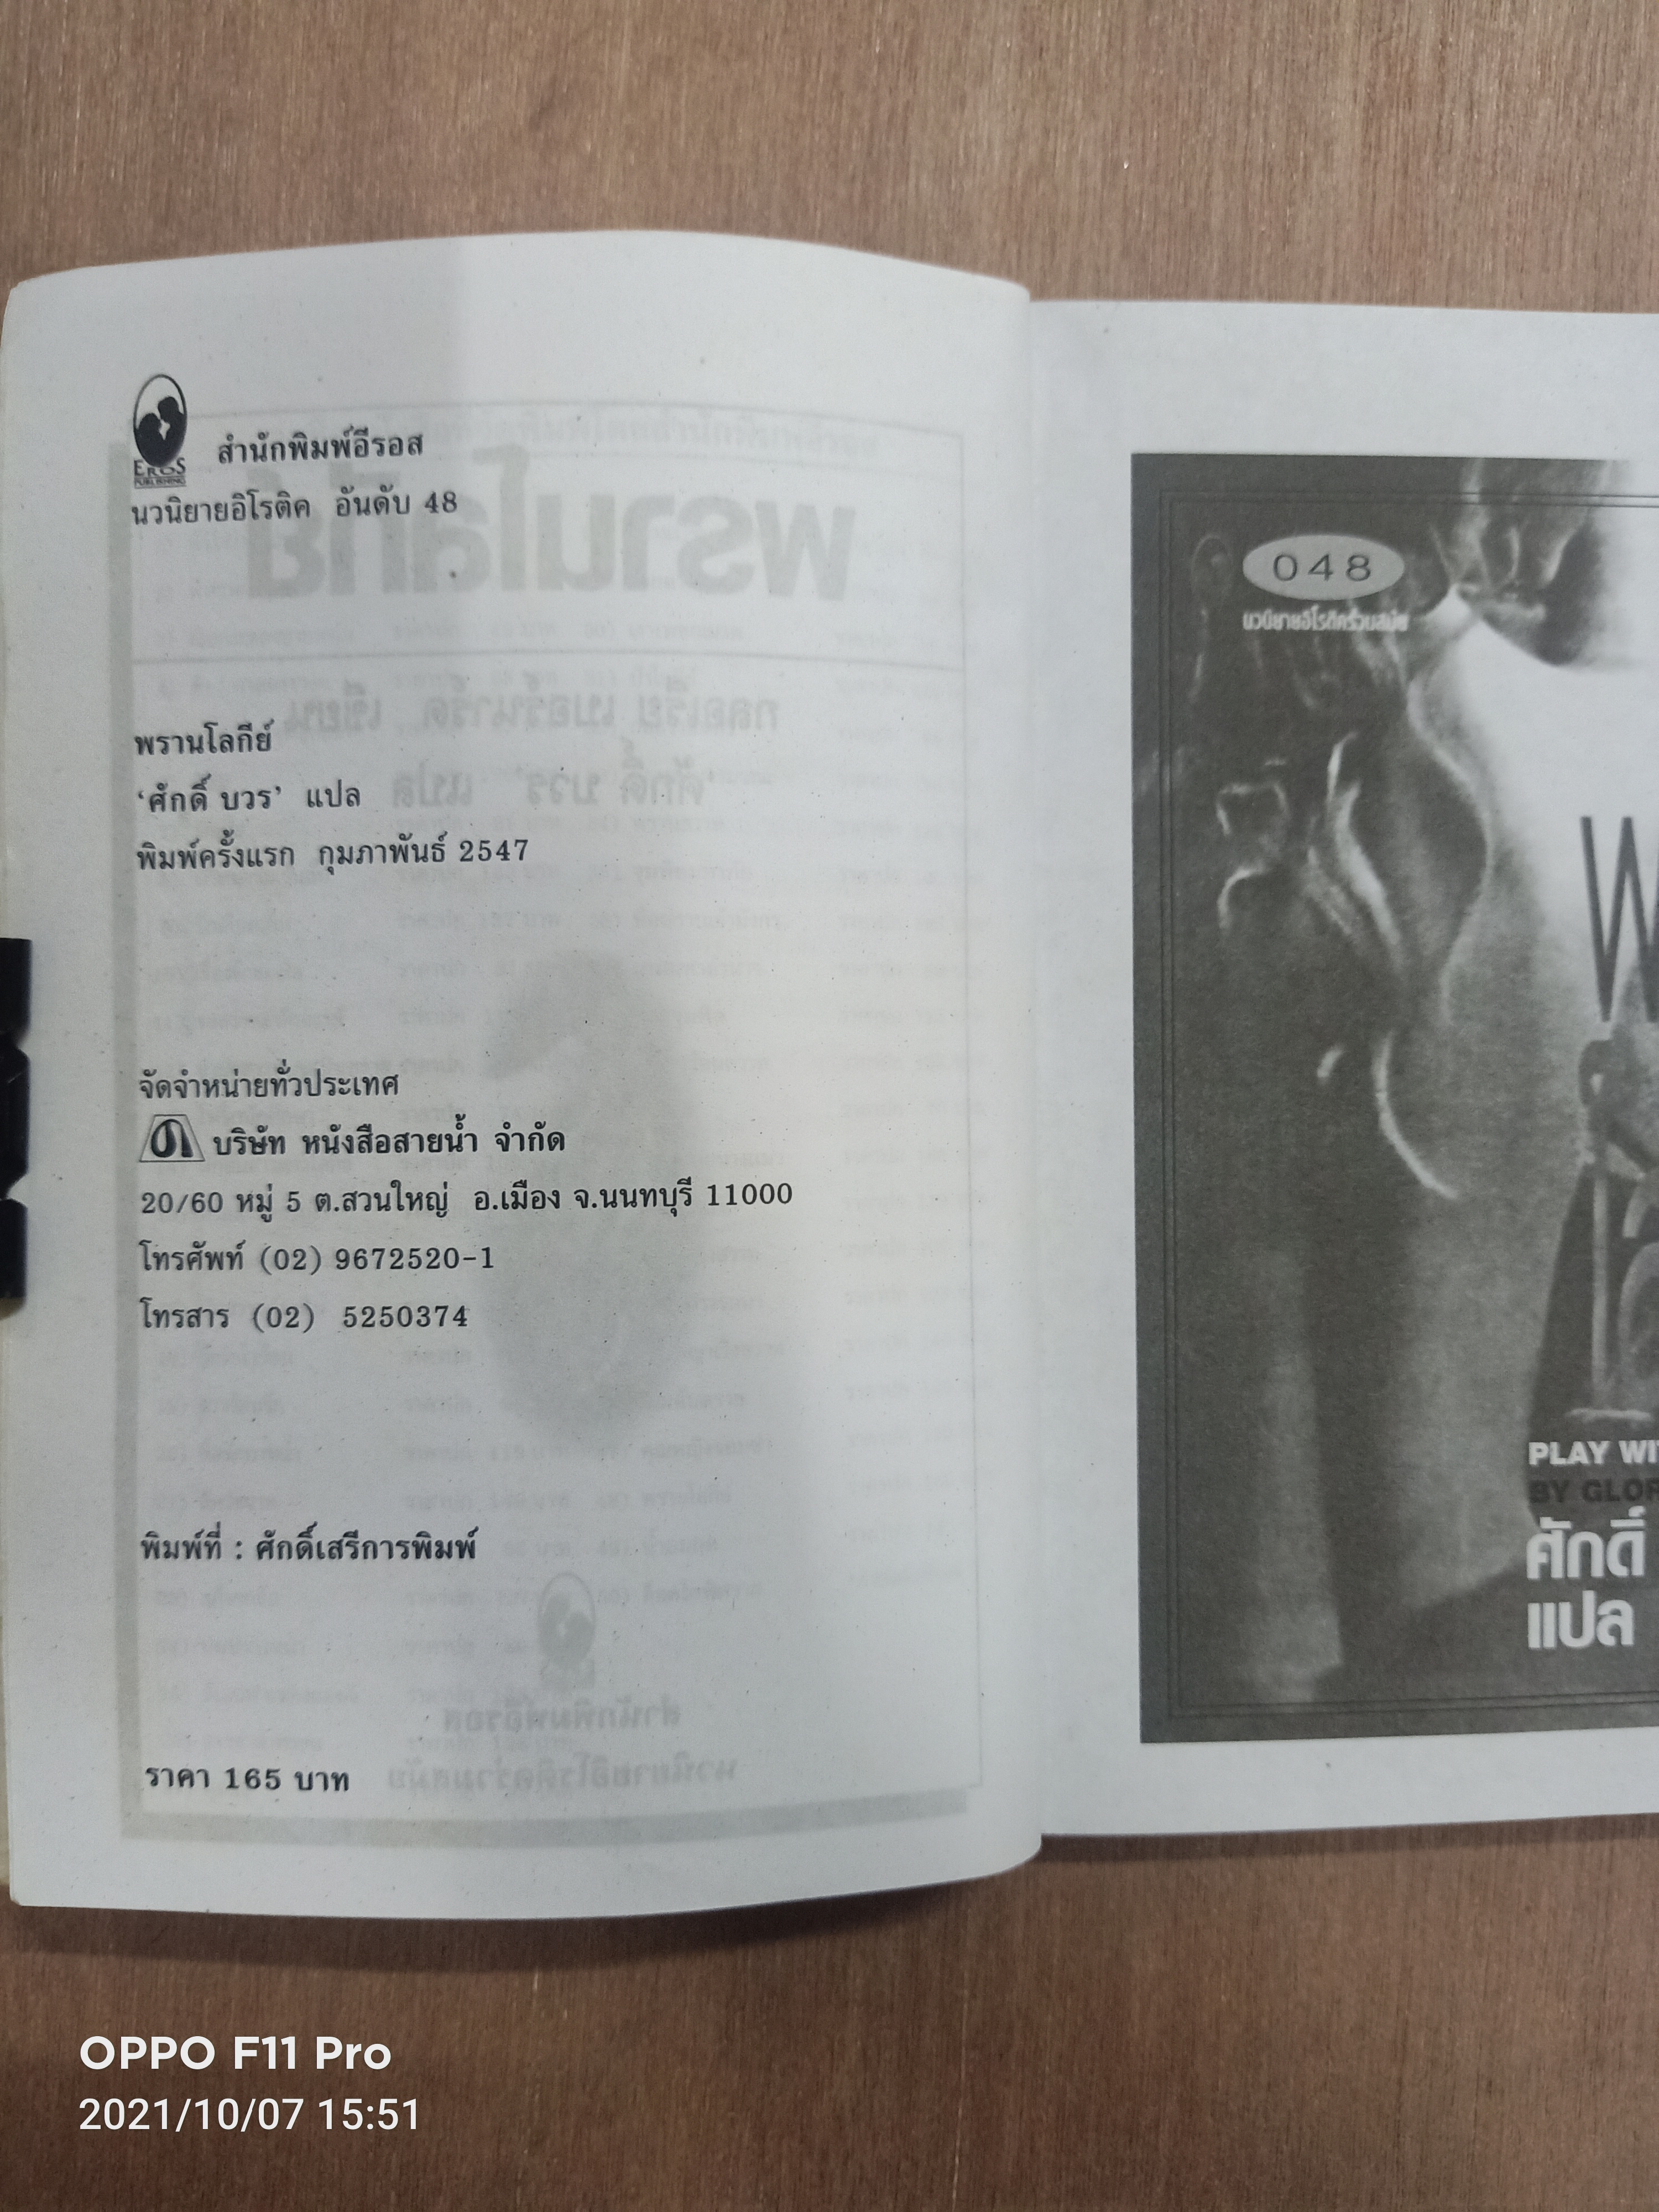 EROS
PUBLISHING
สำนักพิมพ์อีรอส
นวนิยายอิโรติค อันดับ 48
พรานโลกีย์
‘ศักดิ์ บวร’ แปล
พิมพ์ครั้งแรก กุมภาพันธ์ 2547
จัดจำหน่ายทั่วประเทศ
บริษัท หนังสือสายน้ำ จำกัด
20/60 หมู่ 5 ต.สวนใหญ่ อ.เมือง จ.นนทบุรี 11000
โทรศัพท์ (02) 9672520-1
โทรสาร (02) 5250374
พิมพ์ที่ : ศักดิ์เสรีการพิมพ์
ราคา 165 บาท
048
นวนิยายอิโรติคร่วมสมัย
PLAY
BY
ศักดิ์
แปล
OPPO F11 Pro
2021/10/07 15:51